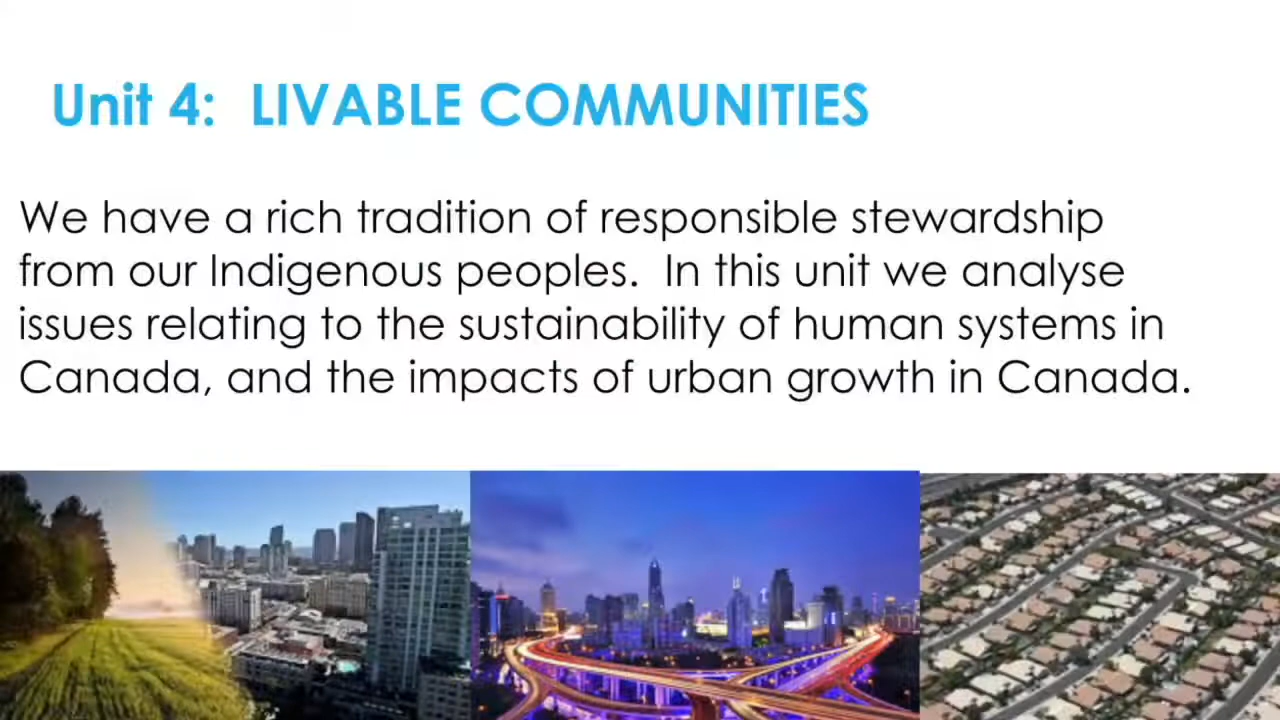 Unit 4: LIVABLE COMMUNITIES
We have a rich tradition of responsible stewardship
from our Indigenous peoples. In this unit we analyse
issues relating to the sustainability of human systems in
Canada, and the impacts of urban growth in Canada.